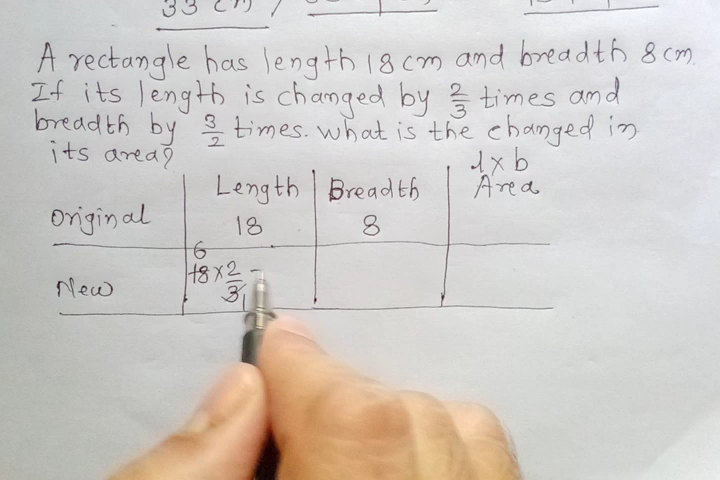 33 cm,
A rectangle has length 18 cm and breadth 8 cm.
If its length is changed by 2/3 times and
breadth by 3/2 times. What is the changed in
its area?
l x b
Length Breadth Area
Original 18 8
6
New 18 x 2/3 =
1